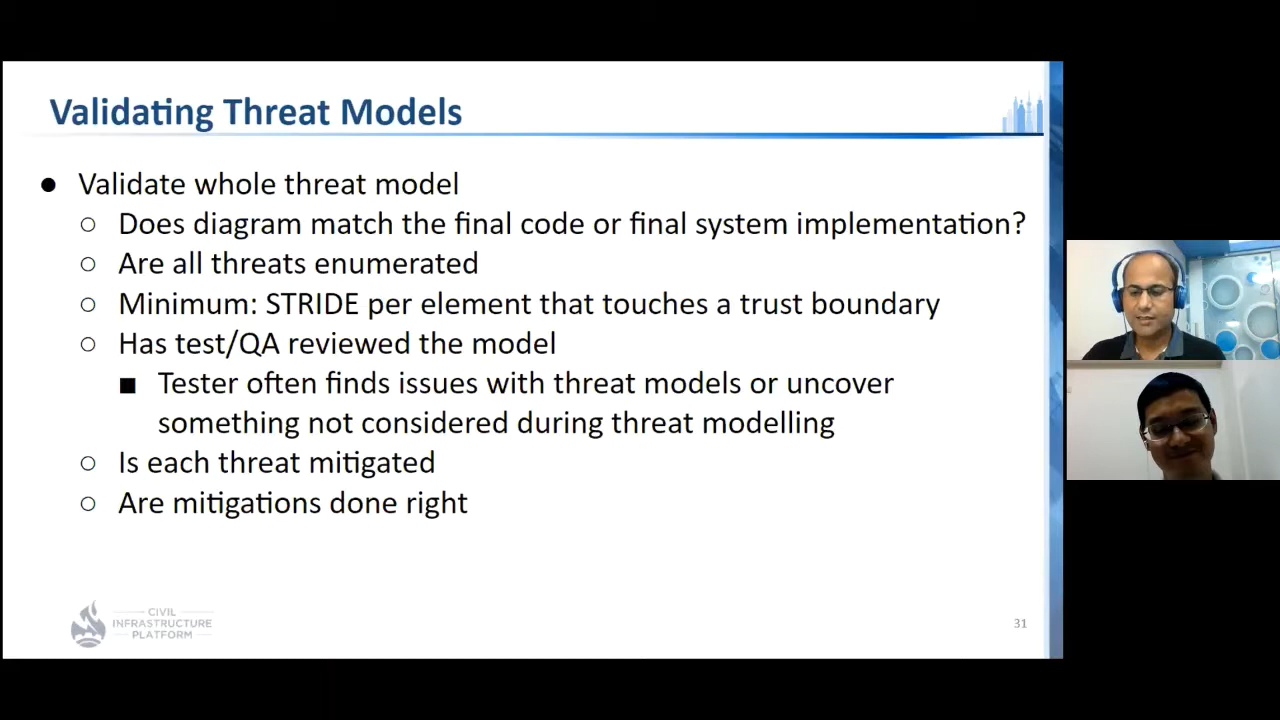 Validating Threat Models
● Validate whole threat model
○ Does diagram match the final code or final system implementation?
○ Are all threats enumerated
○ Minimum: STRIDE per element that touches a trust boundary
○ Has test/QA reviewed the model
■ Tester often finds issues with threat models or uncover
something not considered during threat modelling
○ Is each threat mitigated
○ Are mitigations done right
CIVIL
INFRASTRUCTURE
PLATFORM
31